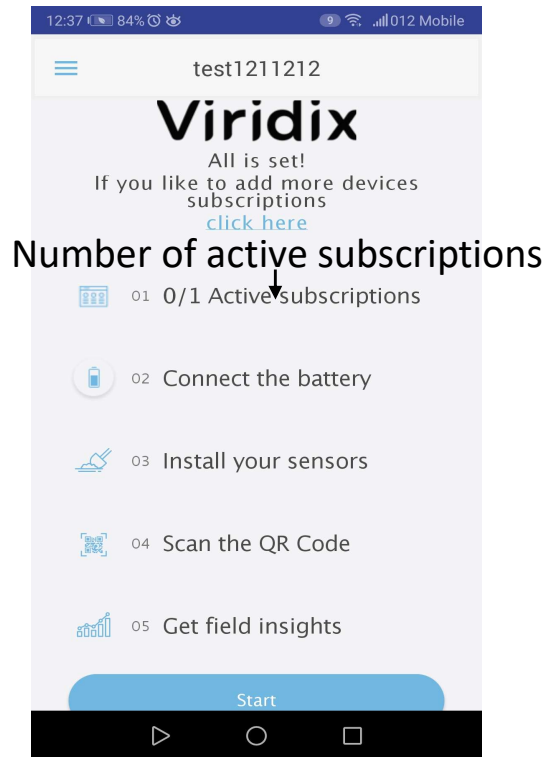 12:37 84% 9 012 Mobile
test1211212
Viridix
All is set!
If you like to add more devices
subscriptions
click here
Number of active subscriptions
01 0/1 Active subscriptions
02 Connect the battery
03 Install your sensors
04 Scan the QR Code
05 Get field insights
Start